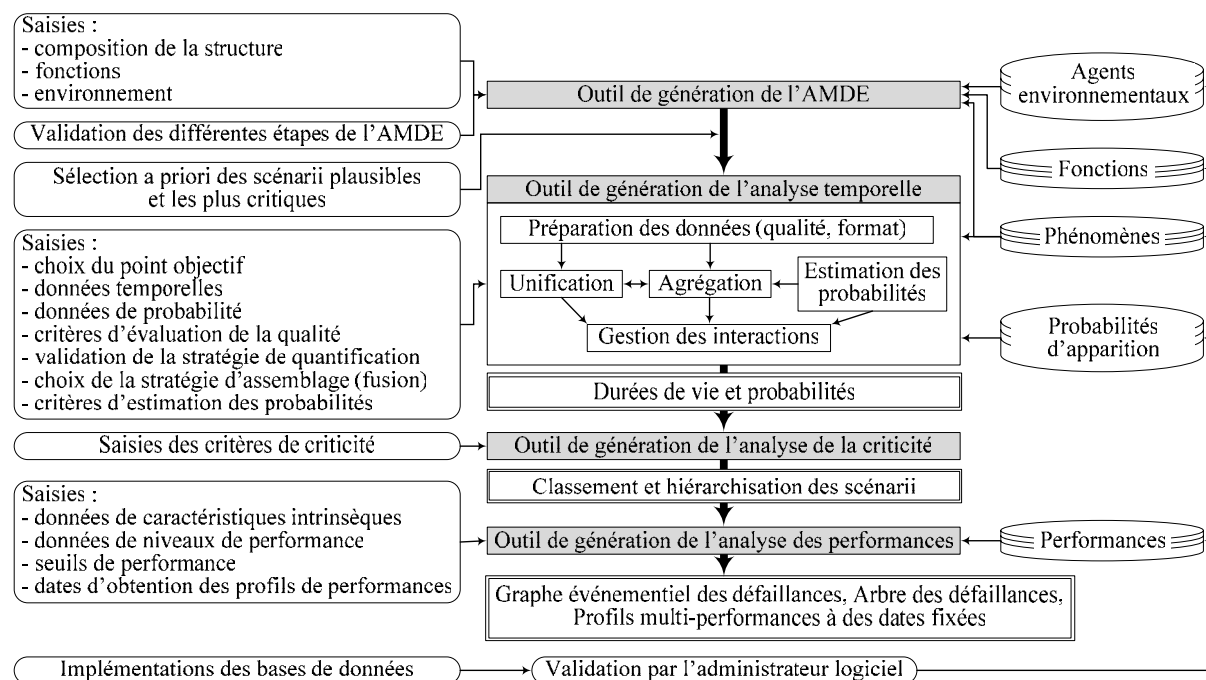 Saisies :
- composition de la structure
- fonctions
- environnement
Validation des différentes étapes de l’AMDE
Sélection a priori des scénarii plausibles
et les plus critiques
Saisies :
- choix du point objectif
- données temporelles
- données de probabilité
- critères d’évaluation de la qualité
- validation de la stratégie de quantification
- choix de la stratégie d’assemblage (fusion)
- critères d’estimation des probabilités
Saisies des critères de criticité
Saisies :
- données de caractéristiques intrinsèques
- données de niveaux de performance
- seuils de performance
- dates d’obtention des profils de performances
Outil de génération de l’AMDE
Outil de génération de l’analyse temporelle
Préparation des données (qualité, format)
Unification
Agrégation
Estimation des
probabilités
Gestion des interactions
Durées de vie et probabilités
Outil de génération de l’analyse de la criticité
Classement et hiérarchisation des scénarii
Outil de génération de l’analyse des performances
Graphe événementiel des défaillances, Arbre des défaillances,
Profils multi-performances à des dates fixées
Agents
environnementaux
Fonctions
Phénomènes
Probabilités
d’apparition
Performances
Implémentations des bases de données
Validation par l’administrateur logiciel